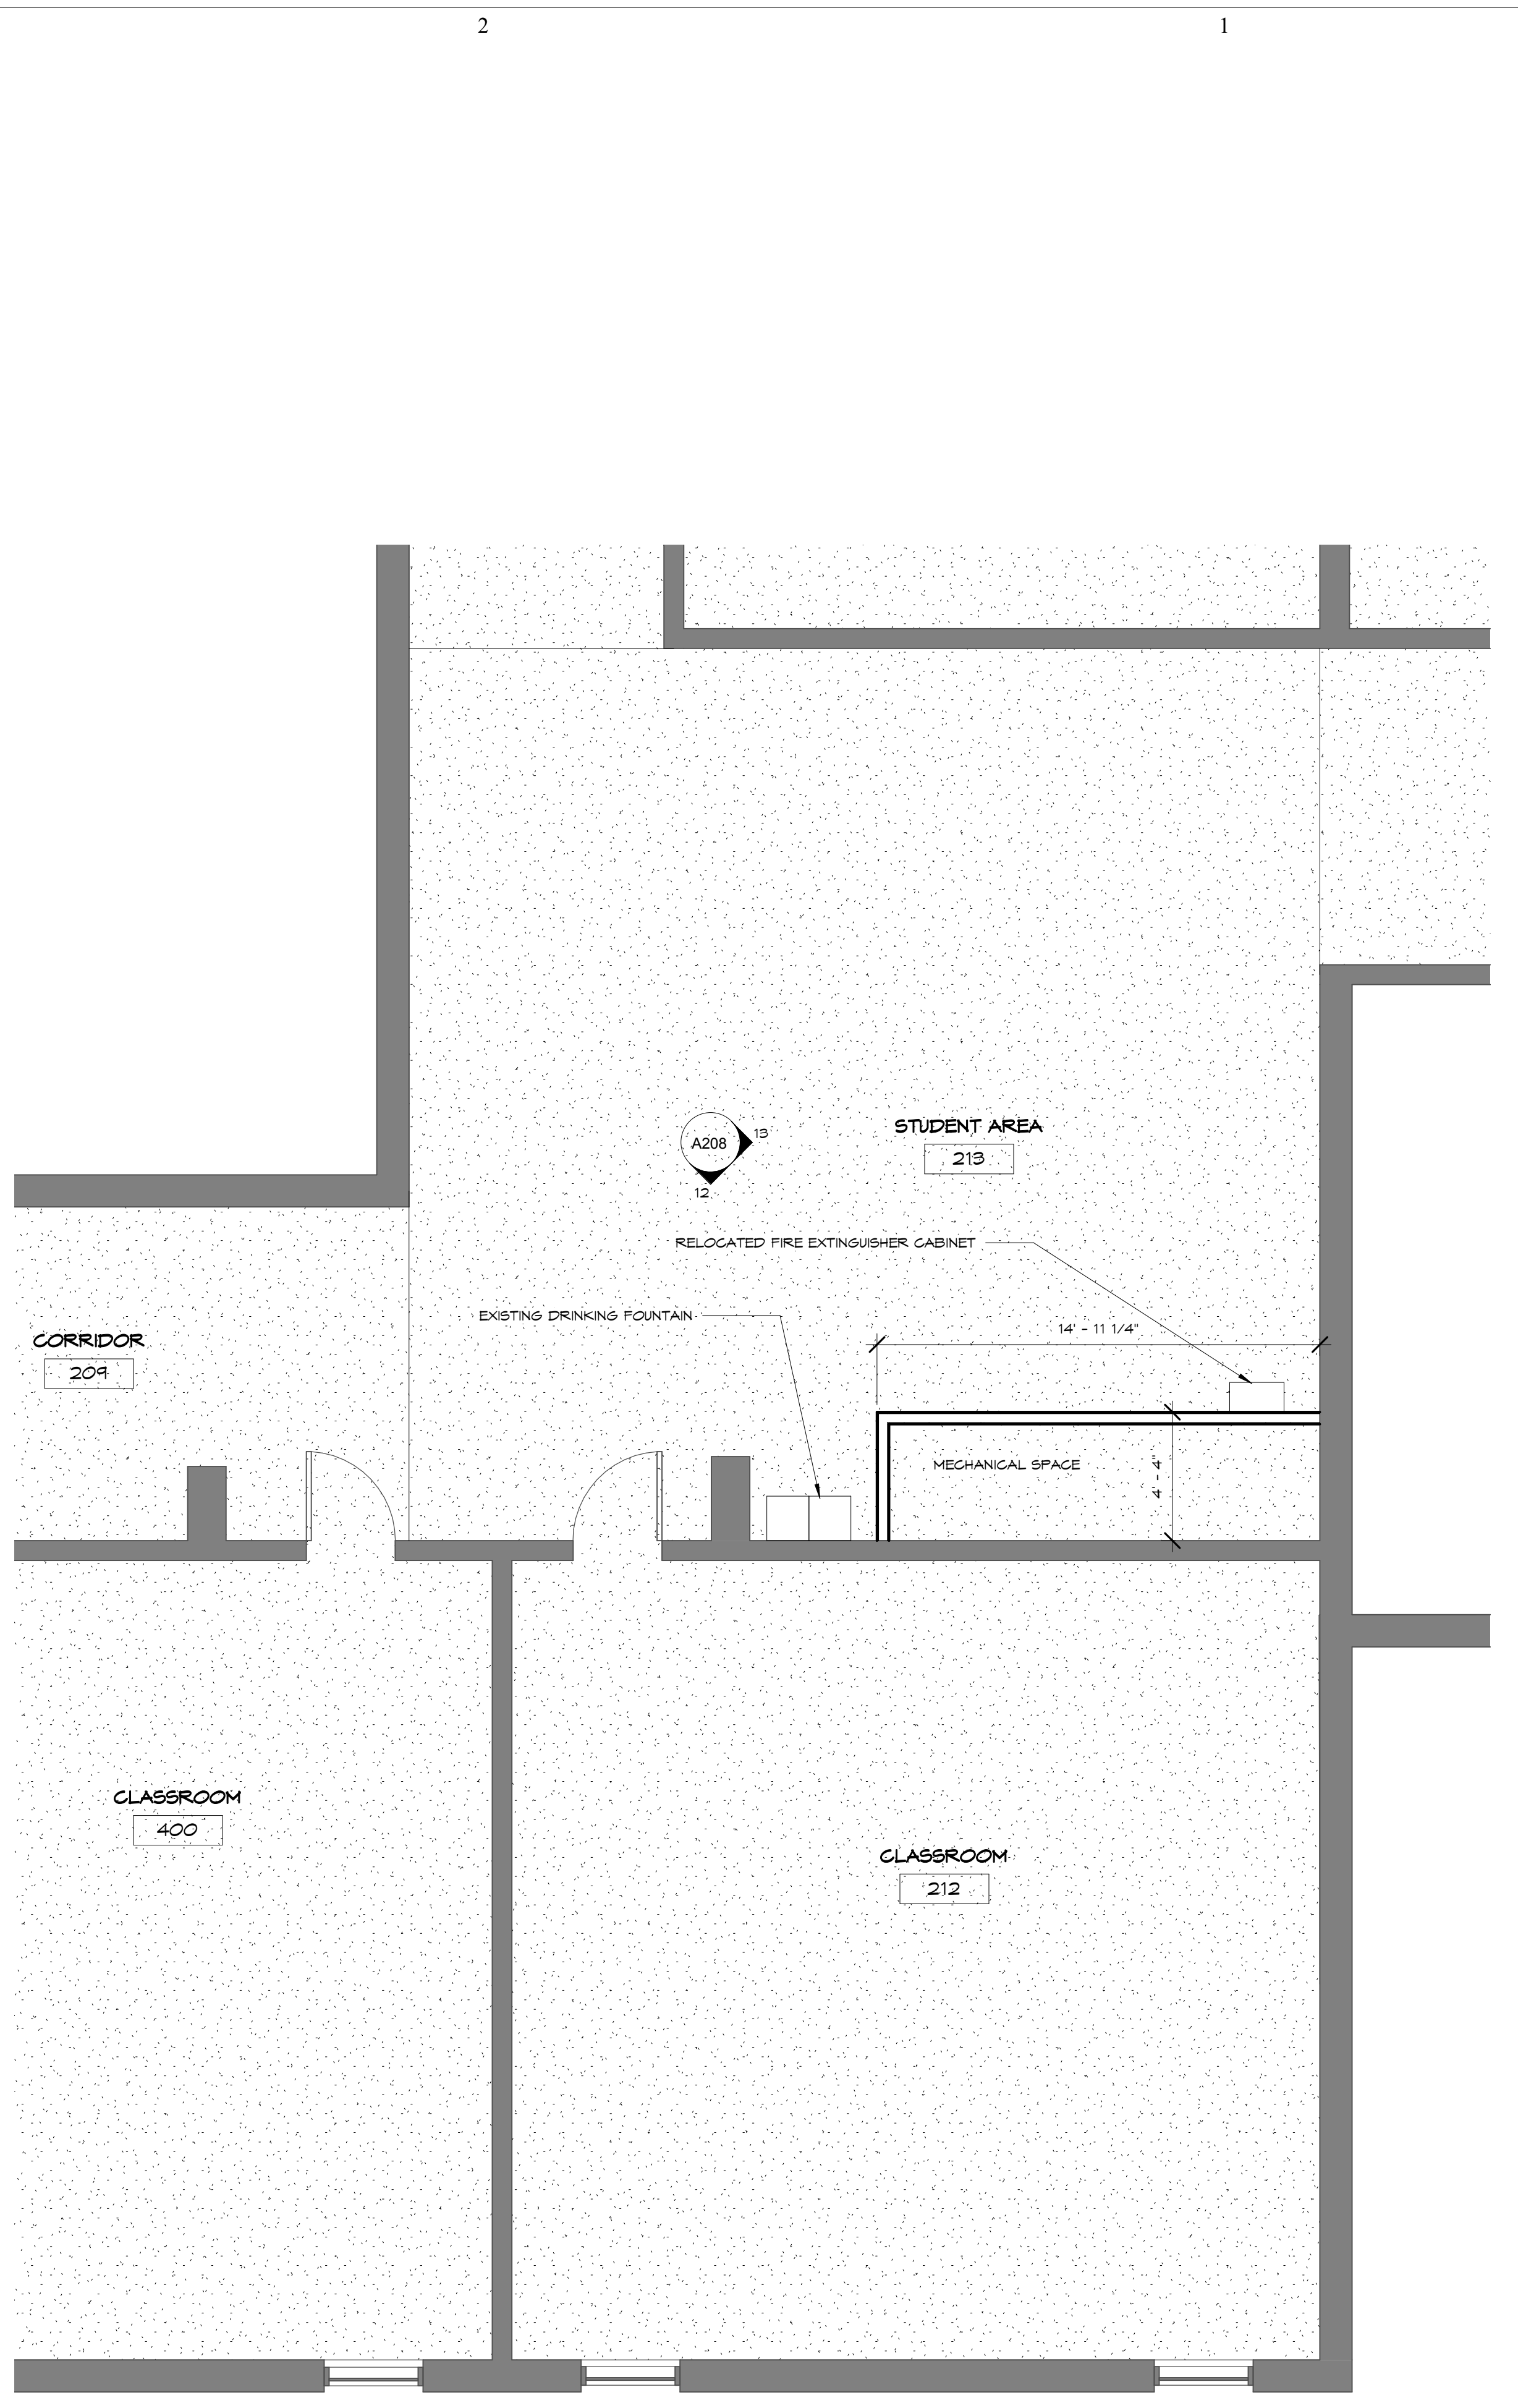 2
1
STUDENT AREA
213
A208
13
12
RELOCATED FIRE EXTINGUISHER CABINET
EXISTING DRINKING FOUNTAIN
14' - 11 1/4"
CORRIDOR
209
MECHANICAL SPACE
4' - 4"
CLASSROOM
400
CLASSROOM
212